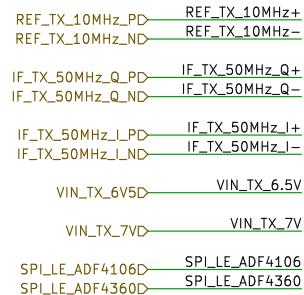 REF_TX_10MHz_P REF_TX_10MHz+
REF_TX_10MHz_N REF_TX_10MHz-
IF_TX_50MHz_Q_P IF_TX_50MHz_Q+
IF_TX_50MHz_Q_N IF_TX_50MHz_Q-
IF_TX_50MHz_I_P IF_TX_50MHz_I+
IF_TX_50MHz_I_N IF_TX_50MHz_I-
VIN_TX_6V5 VIN_TX_6.5V
VIN_TX_7V VIN_TX_7V
SPI_LE_ADF4106 SPI_LE_ADF4106
SPI_LE_ADF4360 SPI_LE_ADF4360